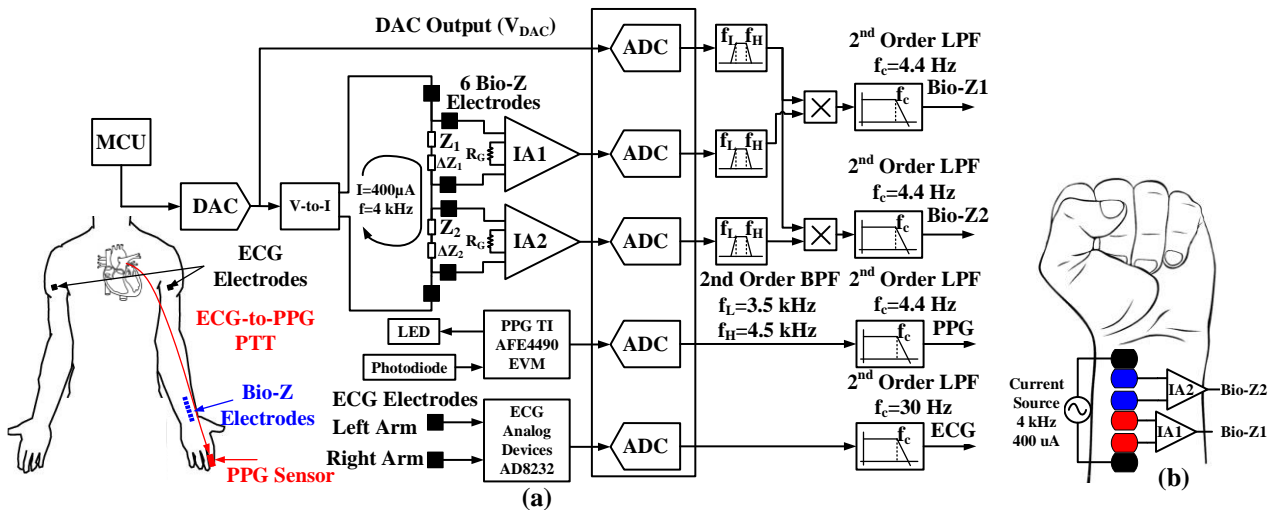 DAC Output (VDAC)
MCU
DAC
V-to-I
6 Bio-Z
Electrodes
I=400μA
f=4 kHz
Z1
ΔZ1
RG
IA1
Z2
ΔZ2
RG
IA2
ADC
ADC
ADC
ADC
ADC
fL fH
fL fH
fL fH
2nd Order BPF
fL=3.5 kHz
fH=4.5 kHz
2nd Order LPF
fc=4.4 Hz
fc
Bio-Z1
2nd Order LPF
fc=4.4 Hz
fc
Bio-Z2
2nd Order LPF
fc=4.4 Hz
fc
PPG
2nd Order LPF
fc=30 Hz
fc
ECG
LED
Photodiode
PPG TI
AFE4490
EVM
ECG Electrodes
Left Arm
Right Arm
ECG
Analog
Devices
AD8232
ECG
Electrodes
ECG-to-PPG
PTT
Bio-Z
Electrodes
PPG Sensor
(a)
Current
Source
4 kHz
400 uA
IA2
Bio-Z2
IA1
Bio-Z1
(b)